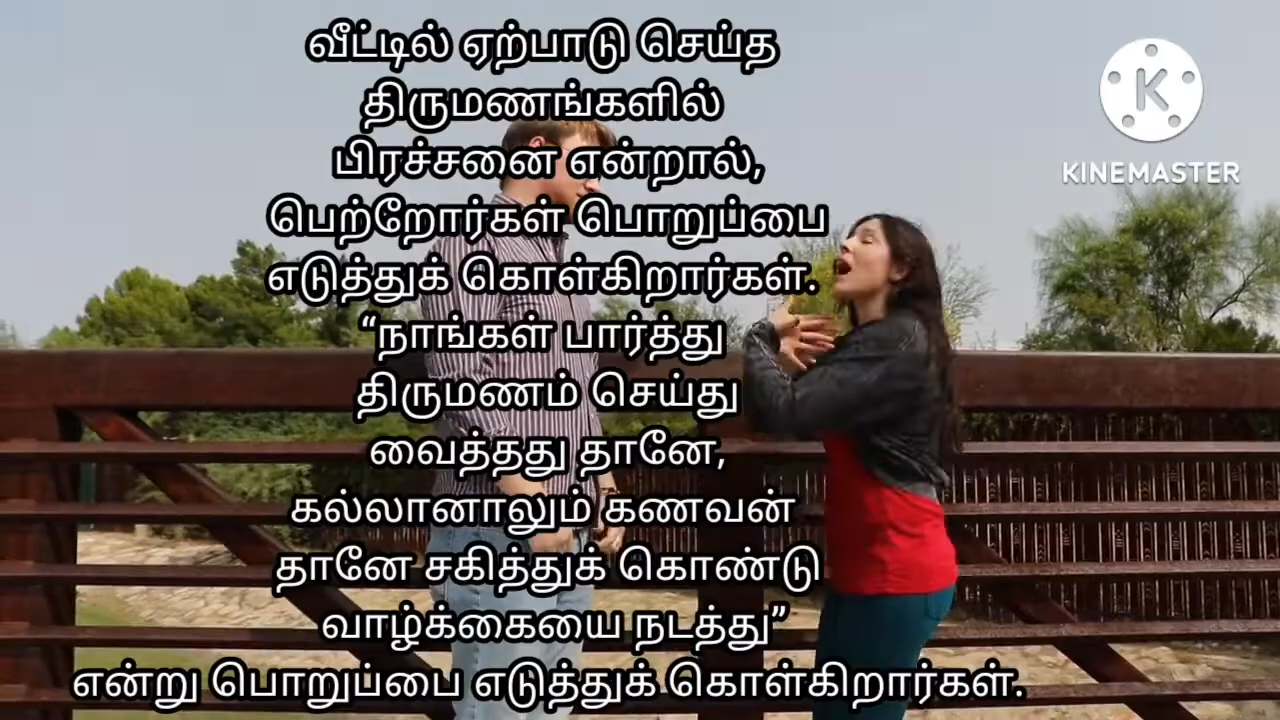 வீட்டில் ஏற்பாடு செய்த
திருமணங்களில்
பிரச்சனை என்றால்,
பெற்றோர்கள் பொறுப்பை
எடுத்துக் கொள்கிறார்கள்.
“நாங்கள் பார்த்து
திருமணம் செய்து
வைத்தது தானே,
கல்லானாலும் கணவன்
தானே சகித்துக் கொண்டு
வாழ்க்கையை நடத்து”
என்று பொறுப்பை எடுத்துக் கொள்கிறார்கள்.
K
KINEMASTER